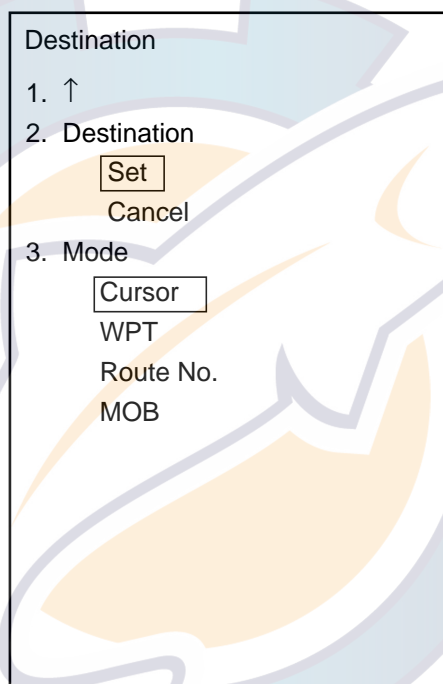 Destination
1. ↑
2. Destination
Set
Cancel
3. Mode
Cursor
WPT
Route No.
MOB